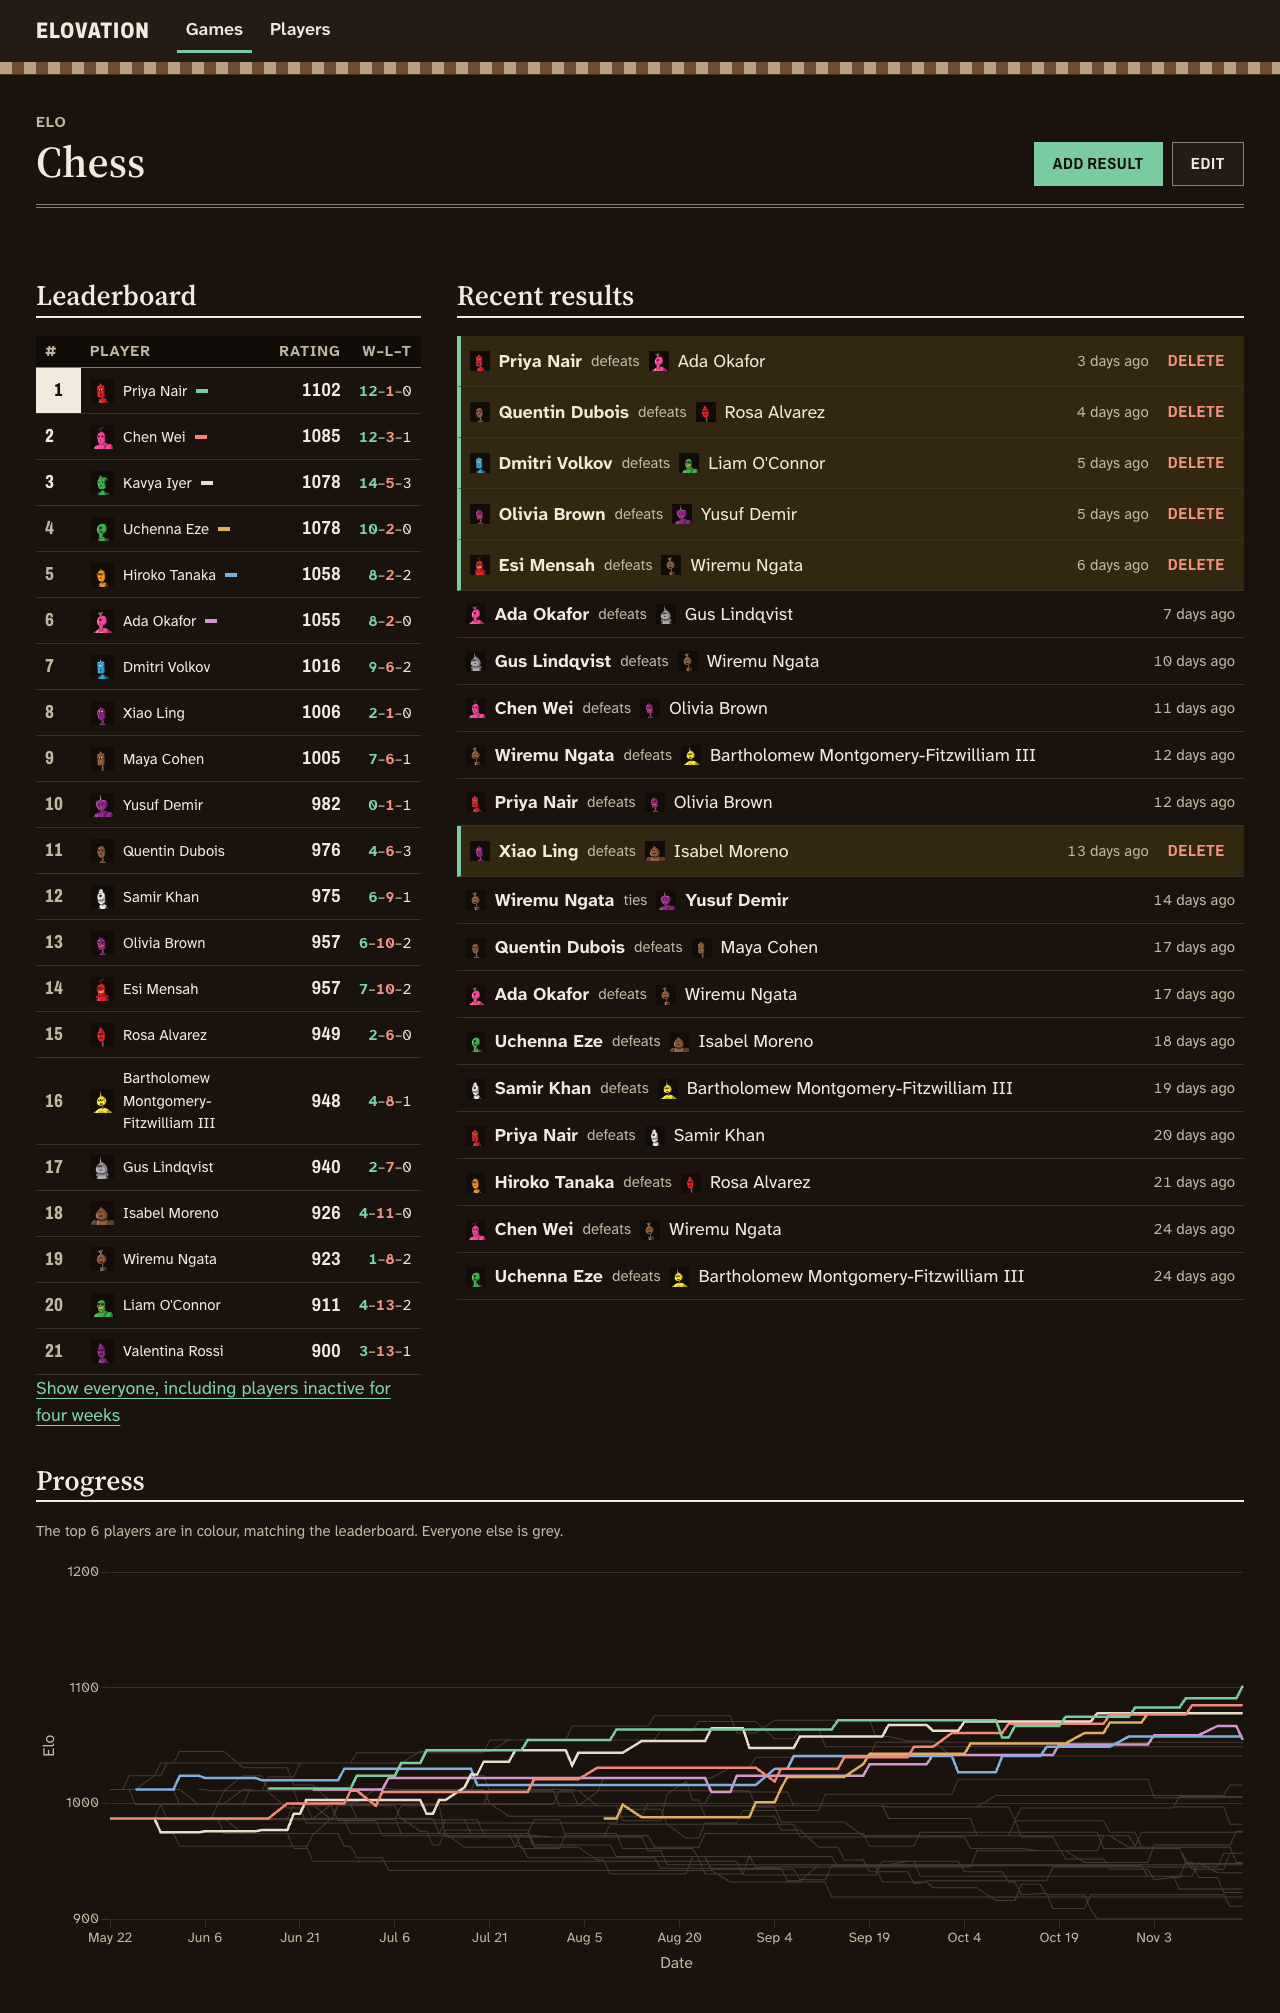 ELOVATION Games Players
ELO
Chess
ADD RESULT EDIT
Leaderboard
# PLAYER RATING W–L–T
1 Priya Nair 1102 12–1–0
2 Chen Wei 1085 12–3–1
3 Kavya Iyer 1078 14–5–3
4 Uchenna Eze 1078 10–2–0
5 Hiroko Tanaka 1058 8–2–2
6 Ada Okafor 1055 8–2–0
7 Dmitri Volkov 1016 9–6–2
8 Xiao Ling 1006 2–1–0
9 Maya Cohen 1005 7–6–1
10 Yusuf Demir 982 0–1–1
11 Quentin Dubois 976 4–6–3
12 Samir Khan 975 6–9–1
13 Olivia Brown 957 6–10–2
14 Esi Mensah 957 7–10–2
15 Rosa Alvarez 949 2–6–0
16 Bartholomew Montgomery-Fitzwilliam III 948 4–8–1
17 Gus Lindqvist 940 2–7–0
18 Isabel Moreno 926 4–11–0
19 Wiremu Ngata 923 1–8–2
20 Liam O'Connor 911 4–13–2
21 Valentina Rossi 900 3–13–1
Show everyone, including players inactive for
four weeks
Recent results
Priya Nair defeats Ada Okafor 3 days ago DELETE
Quentin Dubois defeats Rosa Alvarez 4 days ago DELETE
Dmitri Volkov defeats Liam O'Connor 5 days ago DELETE
Olivia Brown defeats Yusuf Demir 5 days ago DELETE
Esi Mensah defeats Wiremu Ngata 6 days ago DELETE
Ada Okafor defeats Gus Lindqvist 7 days ago
Gus Lindqvist defeats Wiremu Ngata 10 days ago
Chen Wei defeats Olivia Brown 11 days ago
Wiremu Ngata defeats Bartholomew Montgomery-Fitzwilliam III 12 days ago
Priya Nair defeats Olivia Brown 12 days ago
Xiao Ling defeats Isabel Moreno 13 days ago DELETE
Wiremu Ngata ties Yusuf Demir 14 days ago
Quentin Dubois defeats Maya Cohen 17 days ago
Ada Okafor defeats Wiremu Ngata 17 days ago
Uchenna Eze defeats Isabel Moreno 18 days ago
Samir Khan defeats Bartholomew Montgomery-Fitzwilliam III 19 days ago
Priya Nair defeats Samir Khan 20 days ago
Hiroko Tanaka defeats Rosa Alvarez 21 days ago
Chen Wei defeats Wiremu Ngata 24 days ago
Uchenna Eze defeats Bartholomew Montgomery-Fitzwilliam III 24 days ago
Progress
The top 6 players are in colour, matching the leaderboard. Everyone else is grey.
1200
1100
Elo
1000
900
May 22 Jun 6 Jun 21 Jul 6 Jul 21 Aug 5 Aug 20 Sep 4 Sep 19 Oct 4 Oct 19 Nov 3
Date